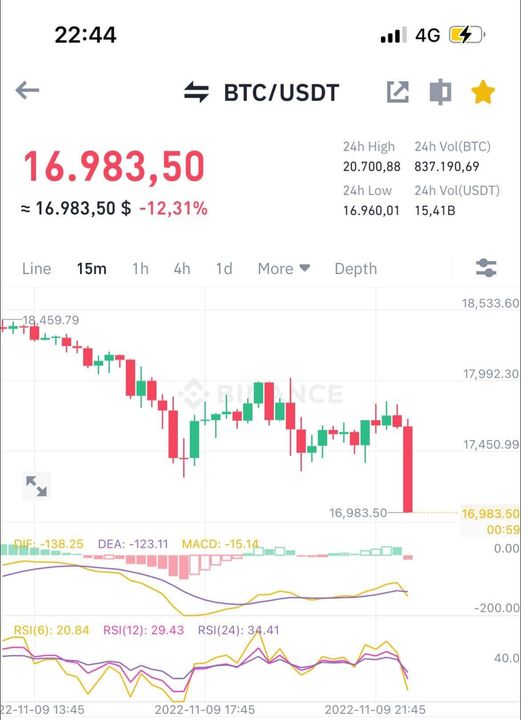 22:44 4G
BTC/USDT
16.983,50
≈ 16.983,50 $ -12,31%
24h High 24h Vol(BTC)
20.700,88 837.190,69
24h Low 24h Vol(USDT)
16.960,01 15,41B
Line 15m 1h 4h 1d More Depth
18,533.60
18,459.79
17,992.30
BINANCE
17,450.99
16,983.50 16,983.50
00:59
DIF: -138.25 DEA: -123.11 MACD: -15.14
0.00
-200.00
RSI(6): 20.84 RSI(12): 29.43 RSI(24): 34.41
40.0
22-11-09 13:45 2022-11-09 17:45 2022-11-09 21:45